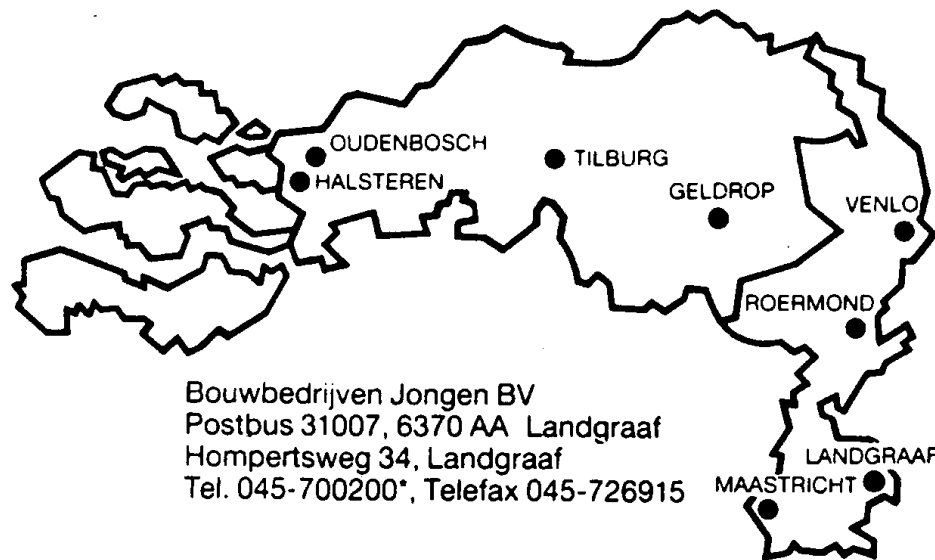 OUDENBOSCH
HALSTEREN
TILBURG
GELDROP
VENLO
ROERMOND
Bouwbedrijven Jongen BV
Postbus 31007, 6370 AA Landgraaf
Hompertsweg 34, Landgraaf
Tel. 045-700200*, Telefax 045-726915
LANDGRAAF
MAASTRICHT